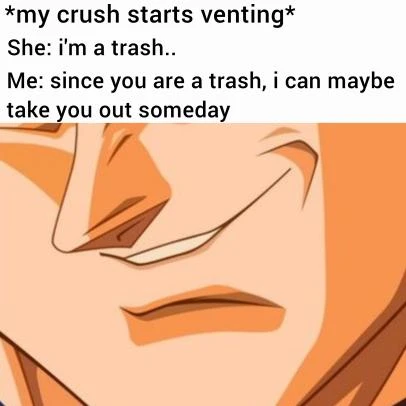 *my crush starts venting*
She: i'm a trash..
Me: since you are a trash, i can maybe
take you out someday